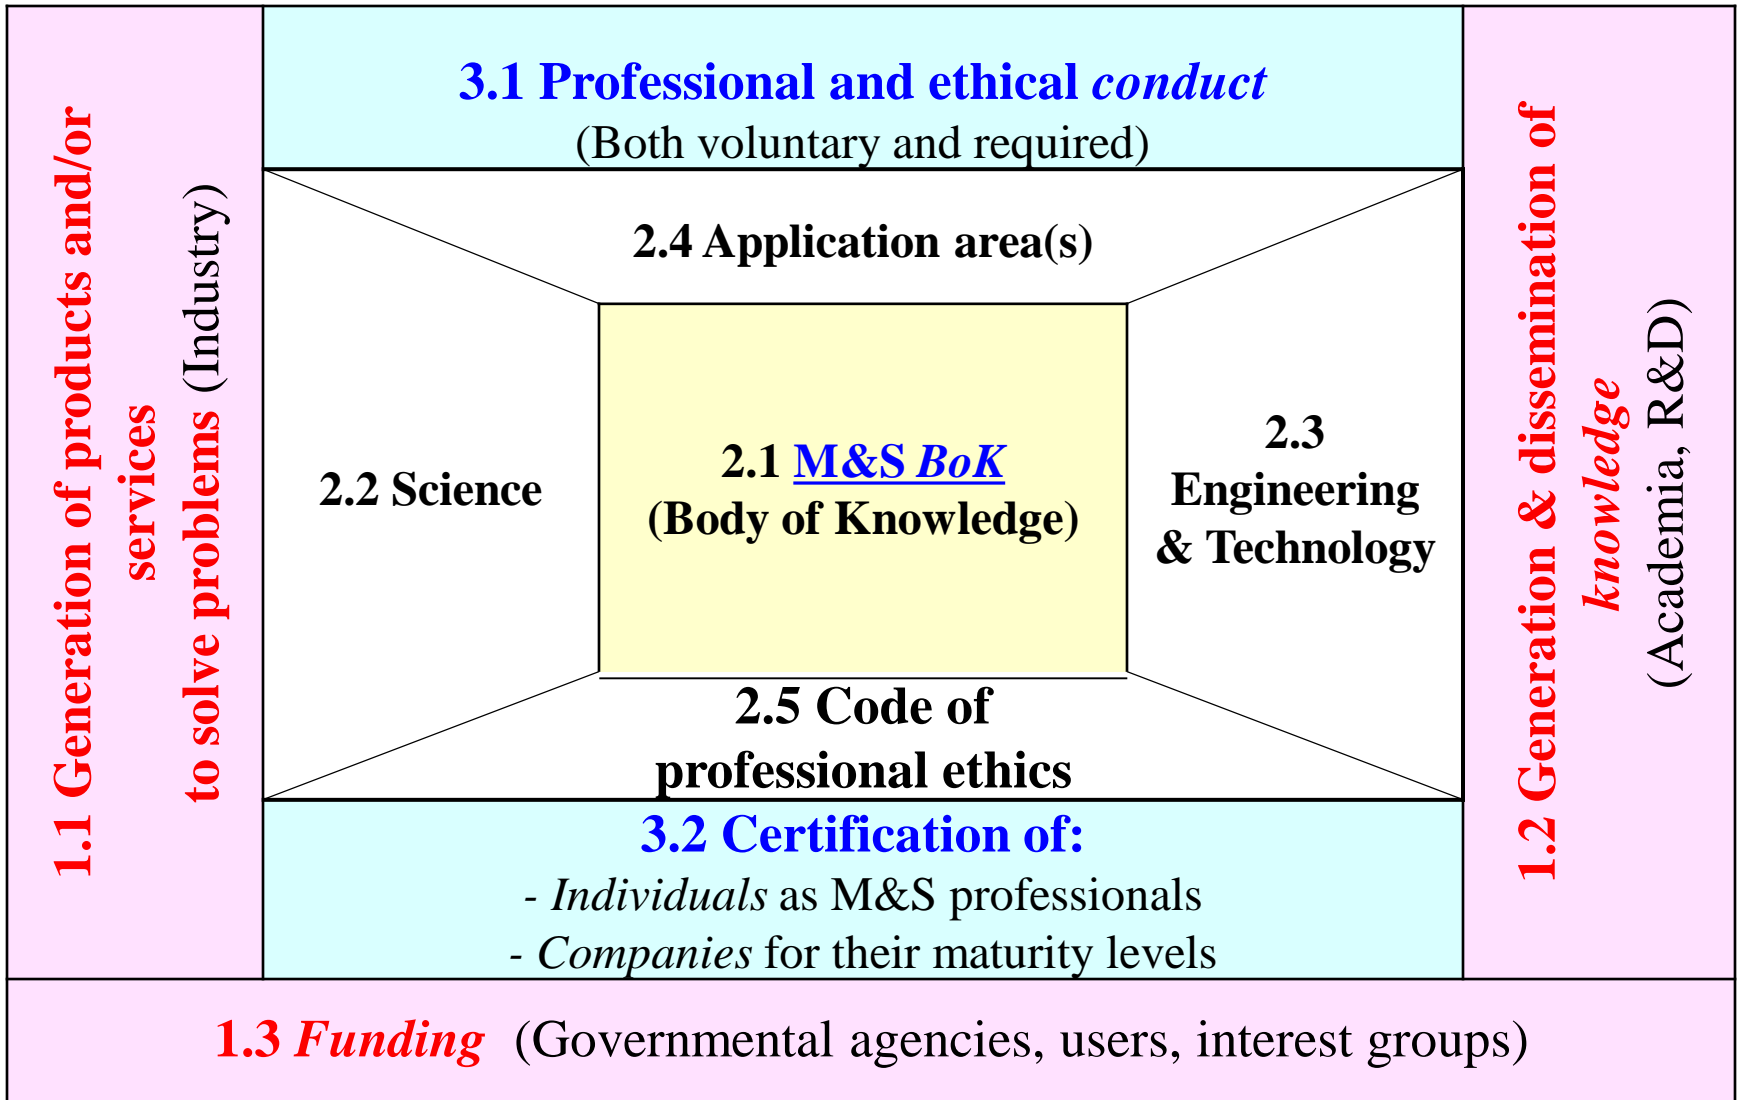 3.1 Professional and ethical conduct
(Both voluntary and required)
1.1 Generation of products and/or
services
to solve problems (Industry)
2.4 Application area(s)
2.2 Science
2.1 M&S BoK
(Body of Knowledge)
2.3
Engineering
& Technology
2.5 Code of
professional ethics
1.2 Generation & dissemination of
knowledge
(Academia, R&D)
3.2 Certification of:
- Individuals as M&S professionals
- Companies for their maturity levels
1.3 Funding (Governmental agencies, users, interest groups)